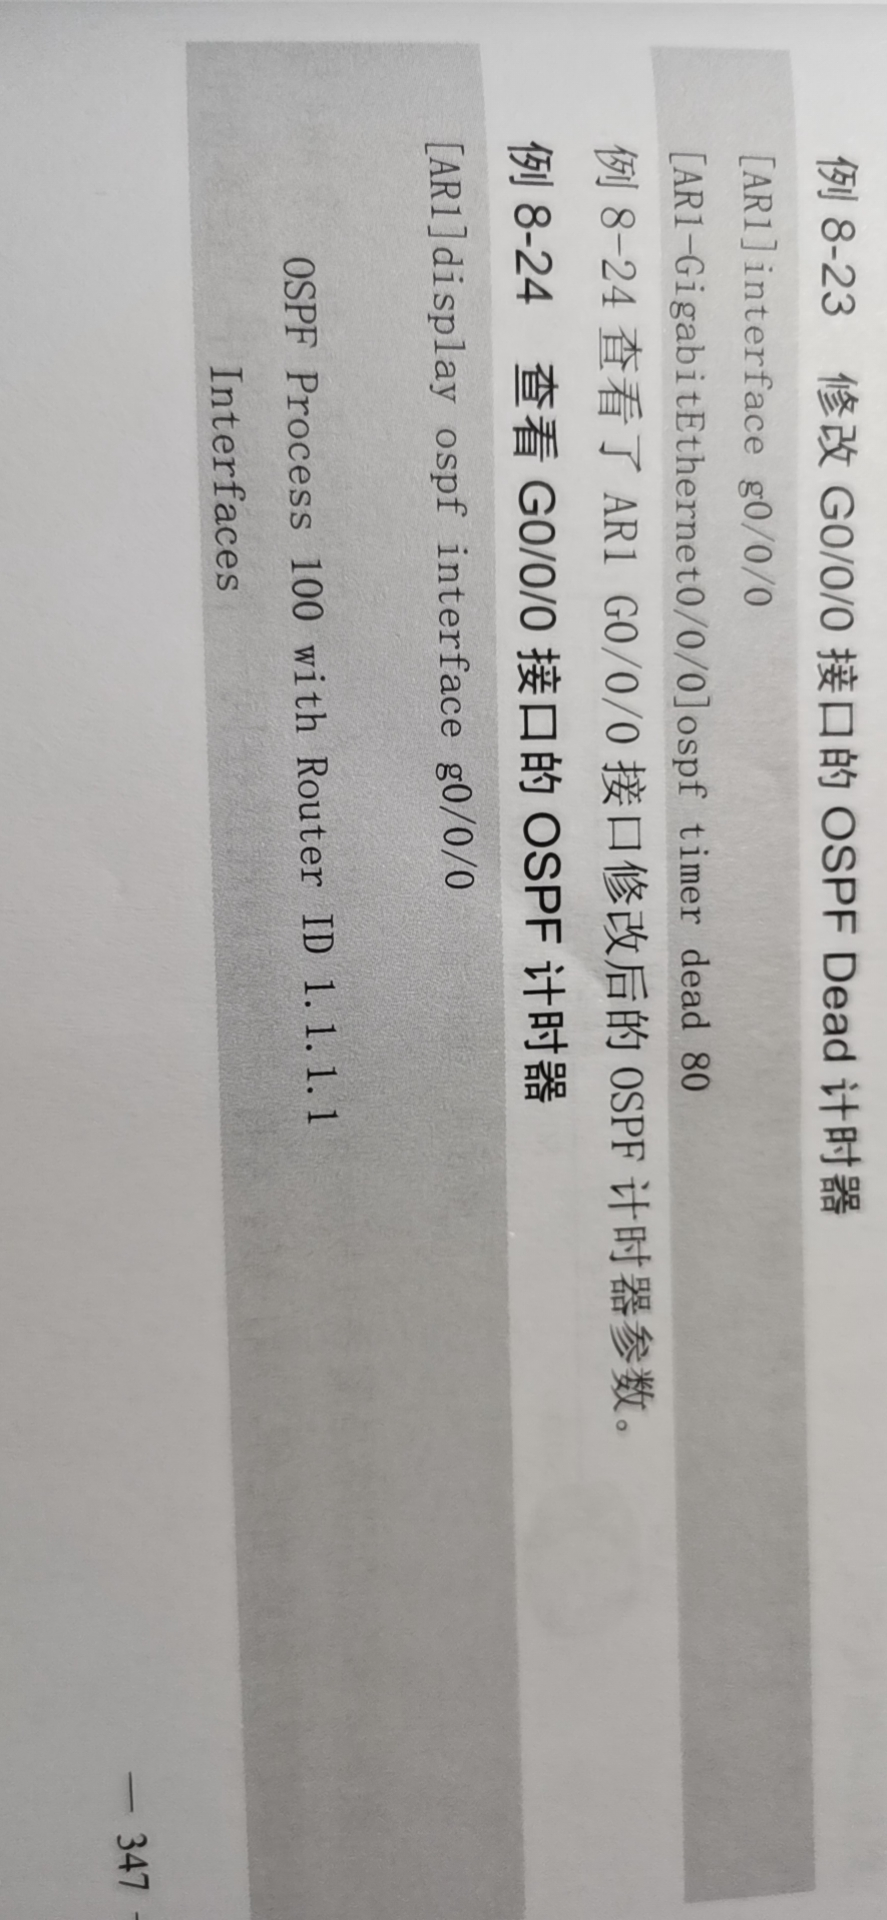 例 8-23 修改 G0/0/0 接口的 OSPF Dead 计时器
[AR1]interface g0/0/0
[AR1-GigabitEthernet0/0/0]ospf timer dead 80
例 8-24 查看了 AR1 G0/0/0 接口修改后的 OSPF 计时器参数。
例 8-24 查看 G0/0/0 接口的 OSPF 计时器
[AR1]display ospf interface g0/0/0
OSPF Process 100 with Router ID 1.1.1.1
Interfaces
— 347 -